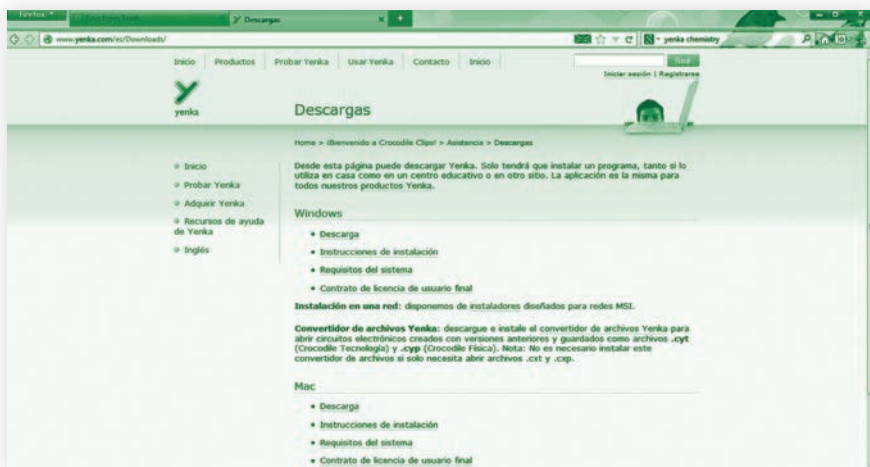 Firefox
Descargas
www.yenka.com/es/Downloads/
yenka chemistry
Inicio Productos Probar Yenka Usar Yenka Contacto Inicio
find
Iniciar sesión | Registrarse
yenka
Descargas
Home > ¡Bienvenido a Crocodile Clips! > Asistencia > Descargas
Inicio
Probar Yenka
Adquirir Yenka
Recursos de ayuda
de Yenka
Inglés
Desde esta página puede descargar Yenka. Solo tendrá que instalar un programa, tanto si lo
utiliza en casa como en un centro educativo o en otro sitio. La aplicación es la misma para
todos nuestros productos Yenka.
Windows
Descarga
Instrucciones de instalación
Requisitos del sistema
Contrato de licencia de usuario final
Instalación en una red: disponemos de instaladores diseñados para redes MSI.
Convertidor de archivos Yenka: descargue e instale el convertidor de archivos Yenka para
abrir circuitos electrónicos creados con versiones anteriores y guardados como archivos .cyt
(Crocodile Tecnología) y .cyp (Crocodile Física). Nota: No es necesario instalar este
convertidor de archivos si solo necesita abrir archivos .cxt y .cxp.
Mac
Descarga
Instrucciones de instalación
Requisitos del sistema
Contrato de licencia de usuario final